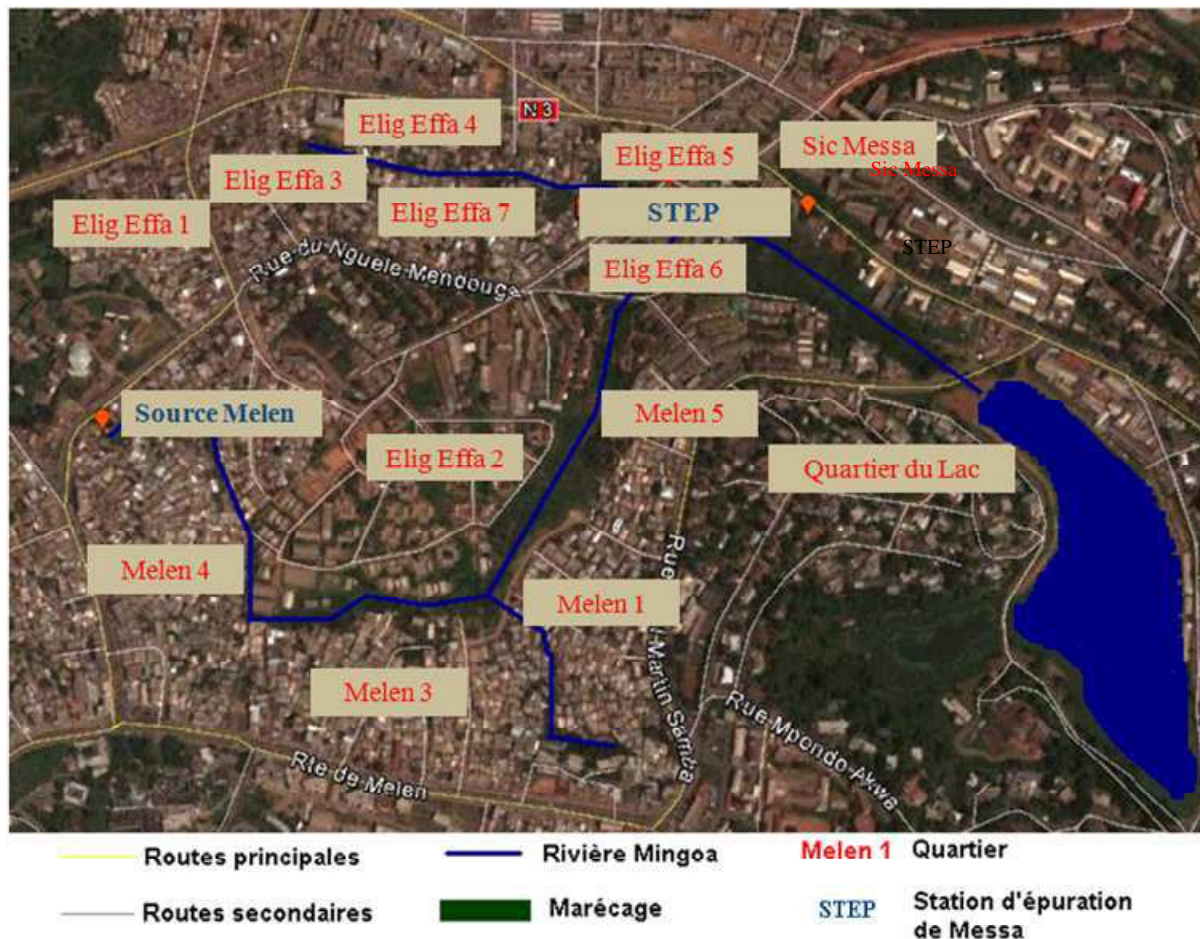 N 3
Elig Effa 4
Elig Effa 5
Sic Messa
Sic Messa
Elig Effa 3
Elig Effa 1
Elig Effa 7
STEP
STEP
Rue du Nguele Mendouga
Elig Effa 6
Source Melen
Melen 5
Elig Effa 2
Quartier du Lac
Melen 4
Melen 1
Melen 3
Martin Samba
Rue Mpondo Akwa
Rte de Melen
Routes principales
Rivière Mingoa
Melen 1 Quartier
Routes secondaires
Marécage
STEP Station d'épuration
de Messa